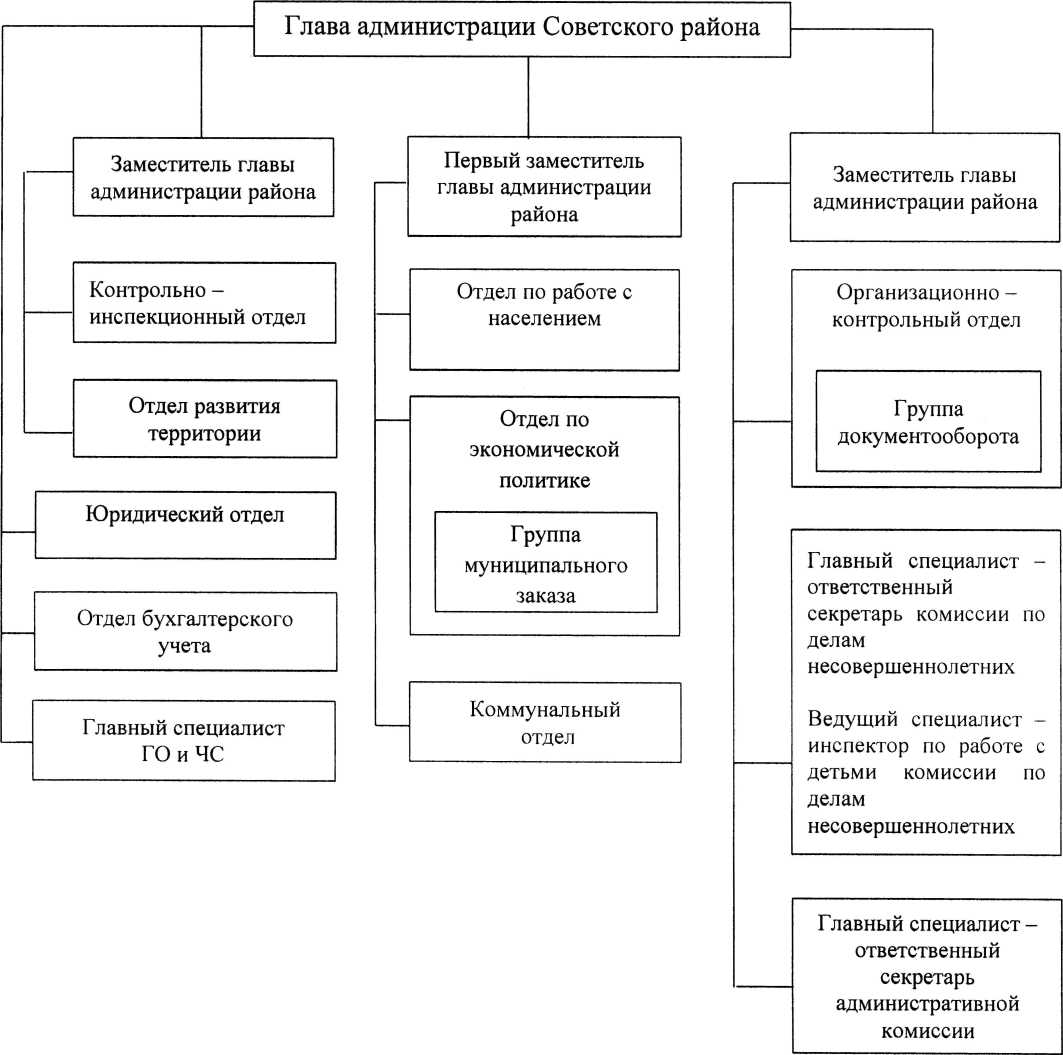 Глава администрации Советского района
Заместитель главы
администрации района
Контрольно –
инспекционный отдел
Отдел развития
территории
Юридический отдел
Отдел бухгалтерского
учета
Главный специалист
ГО и ЧС
Первый заместитель
главы администрации
района
Отдел по работе с
населением
Отдел по
экономической
политике
Группа
муниципального
заказа
Коммунальный
отдел
Заместитель главы
администрации района
Организационно –
контрольный отдел
Группа
документооборота
Главный специалист –
ответственный
секретарь комиссии по
делам
несовершеннолетних
Ведущий специалист –
инспектор по работе с
детьми комиссии по
делам
несовершеннолетних
Главный специалист –
ответственный
секретарь
административной
комиссии